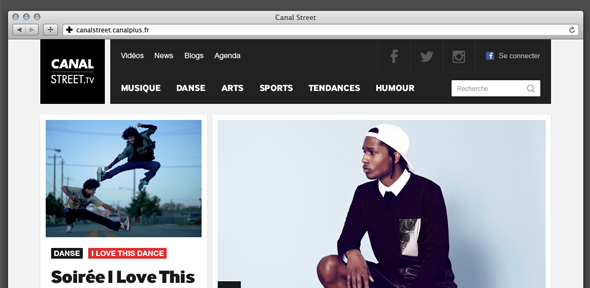 Canal Street
canalstreet.canalplus.fr
CANAL
STREET.TV
Vidéos News Blogs Agenda
f
f Se connecter
MUSIQUE DANSE ARTS SPORTS TENDANCES HUMOUR
Recherche
DANSE I LOVE THIS DANCE
Soirée I Love This